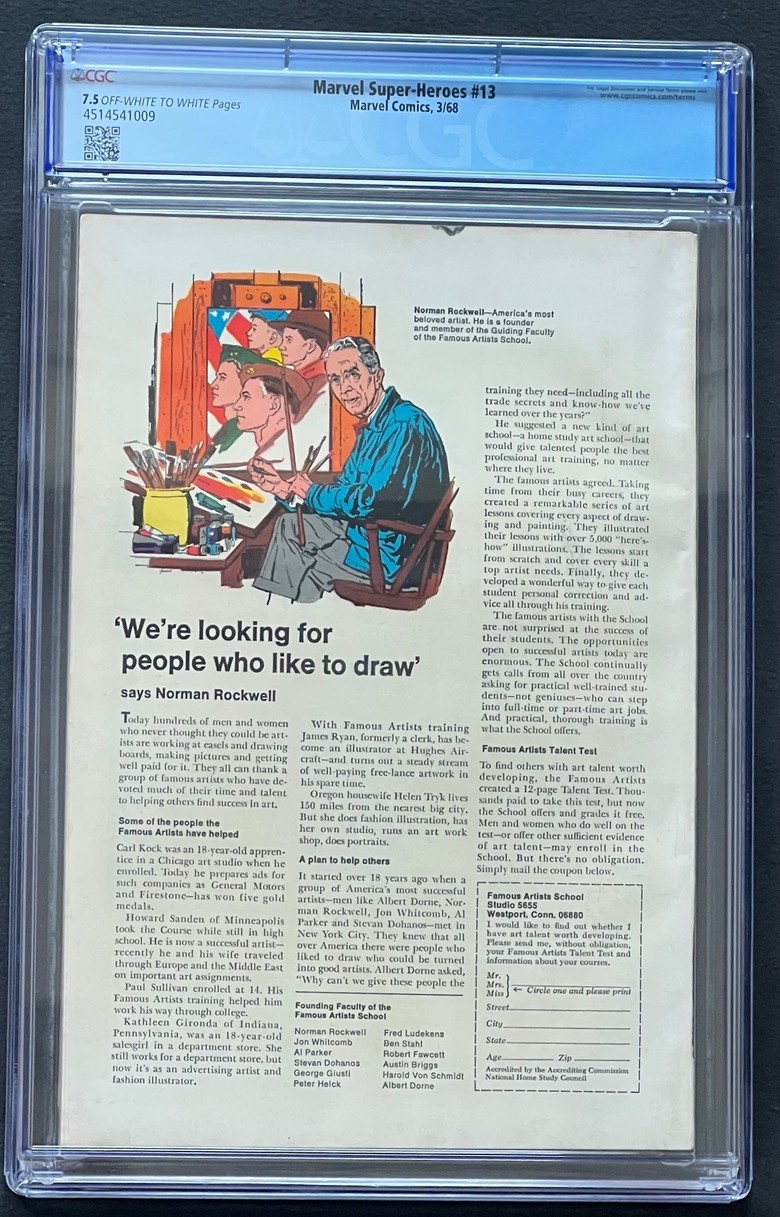 CGC
7.5 OFF-WHITE TO WHITE Pages
4514541009
Marvel Super-Heroes #13
Marvel Comics, 3/68
www.cgccomics.com/terms
CGC
Norman Rockwell—America's most
beloved artist. He is a founder
and member of the Guiding Faculty
of the Famous Artists School.
'We're looking for
people who like to draw'
says Norman Rockwell
Today hundreds of men and women
who never thought they could be art-
ists are working at easels and drawing
boards, making pictures and getting
well paid for it. They all can thank a
group of famous artists who have de-
voted much of their time and talent
to helping others find success in art.
Some of the people the
Famous Artists have helped
Carl Kock was an 18-year-old appren-
tice in a Chicago art studio when he
enrolled. Today he prepares ads for
such companies as General Motors
and Firestone—has won five gold
medals.
Howard Sanden of Minneapolis
took the Course while still in high
school. He is now a successful artist—
recently he and his wife traveled
through Europe and the Middle East
on important art assignments.
Paul Sullivan enrolled at 14. His
Famous Artists training helped him
work his way through college.
Kathleen Gironda of Indiana,
Pennsylvania, was an 18-year-old
salesgirl in a department store. She
still works for a department store, but
now it's as an advertising artist and
fashion illustrator.
With Famous Artists training
James Ryan, formerly a clerk, has be-
come an illustrator at Hughes Air-
craft—and turns out a steady stream
of well-paying free-lance artwork in
his spare time.
Oregon housewife Helen Tryk lives
150 miles from the nearest big city.
But she does fashion illustration, has
her own studio, runs an art work
shop, does portraits.
A plan to help others
It started over 18 years ago when a
group of America's most successful
artists—men like Albert Dorne, Nor-
man Rockwell, Jon Whitcomb, Al
Parker and Stevan Dohanos—met in
New York City. They knew that all
over America there were people who
liked to draw who could be turned
into good artists. Albert Dorne asked,
"Why can't we give these people the
Founding Faculty of the
Famous Artists School
Norman Rockwell
Jon Whitcomb
Al Parker
Stevan Dohanos
George Giusti
Peter Helck
Fred Ludekens
Ben Stahl
Robert Fawcett
Austin Briggs
Harold Von Schmidt
Albert Dorne
training they need—including all the
trade secrets and know-how we've
learned over the years?"
He suggested a new kind of art
school—a home study art school—that
would give talented people the best
professional art training, no matter
where they live.
The famous artists agreed. Taking
time from their busy careers, they
created a remarkable series of art
lessons covering every aspect of draw-
ing and painting. They illustrated
their lessons with over 5,000 "here's-
how" illustrations. The lessons start
from scratch and cover every skill a
top artist needs. Finally, they de-
veloped a wonderful way to give each
student personal correction and ad-
vice all through his training.
The famous artists with the School
are not surprised at the success of
their students. The opportunities
open to successful artists today are
enormous. The School continually
gets calls from all over the country
asking for practical well-trained stu-
dents—not geniuses—who can step
into full-time or part-time art jobs.
And practical, thorough training is
what the School offers.
Famous Artists Talent Test
To find others with art talent worth
developing, the Famous Artists
created a 12-page Talent Test. Thou-
sands paid to take this test, but now
the School offers and grades it free.
Men and women who do well on the
test—or offer other sufficient evidence
of art talent—may enroll in the
School. But there's no obligation.
Simply mail the coupon below.
Famous Artists School
Studio 5655
Westport, Conn. 06880
I would like to find out whether I
have art talent worth developing.
Please send me, without obligation,
your Famous Artists Talent Test and
information about your courses.
Mr.
Mrs.
Miss
← Circle one and please print
Street
City
State
Age Zip
Accredited by the Accrediting Commission
National Home Study Council